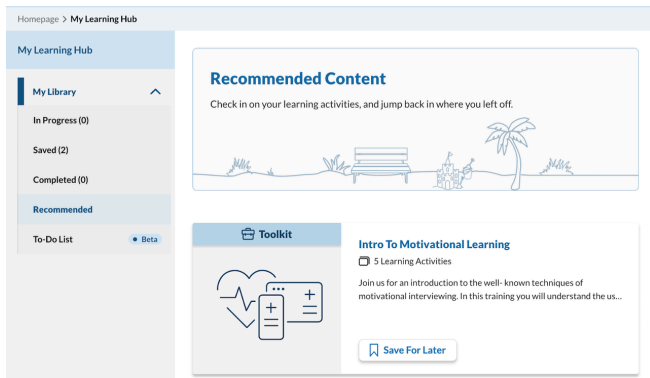 Homepage > My Learning Hub
My Learning Hub
My Library
In Progress (0)
Saved (2)
Completed (0)
Recommended
To-Do List
Beta
Recommended Content
Check in on your learning activities, and jump back in where you left off.
Toolkit
Intro To Motivational Learning
5 Learning Activities
Join us for an introduction to the well- known techniques of
motivational interviewing. In this training you will understand the us...
Save For Later